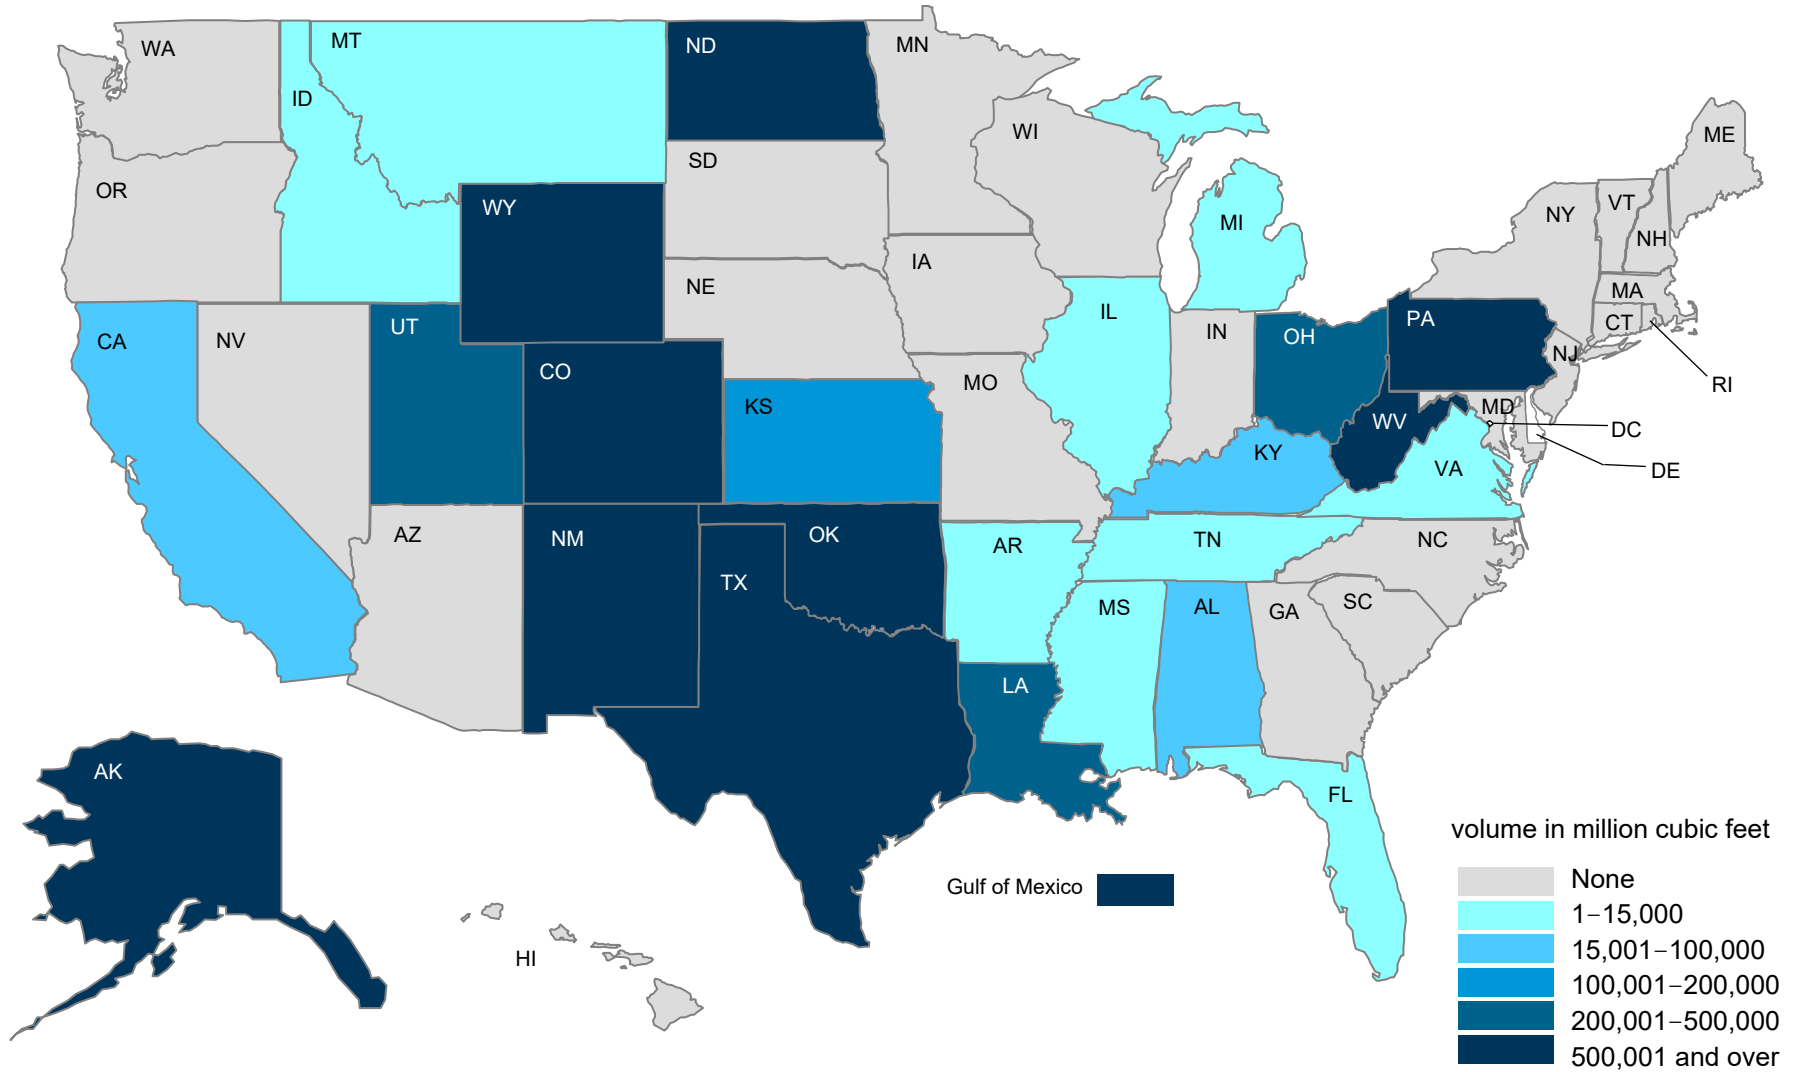 WA
MT
ND
MN
ID
WI
ME
SD
OR
WY
NY
VT
MI
NH
IA
NE
MA
IL
UT
PA
CT
CA
NV
IN
OH
NJ
CO
MO
RI
KS
MD
WV
DC
KY
VA
DE
AZ
NM
OK
AR
TN
NC
TX
MS
AL
GA
SC
LA
AK
FL
volume in million cubic feet
Gulf of Mexico
None
1–15,000
15,001–100,000
HI
100,001–200,000
200,001–500,000
500,001 and over